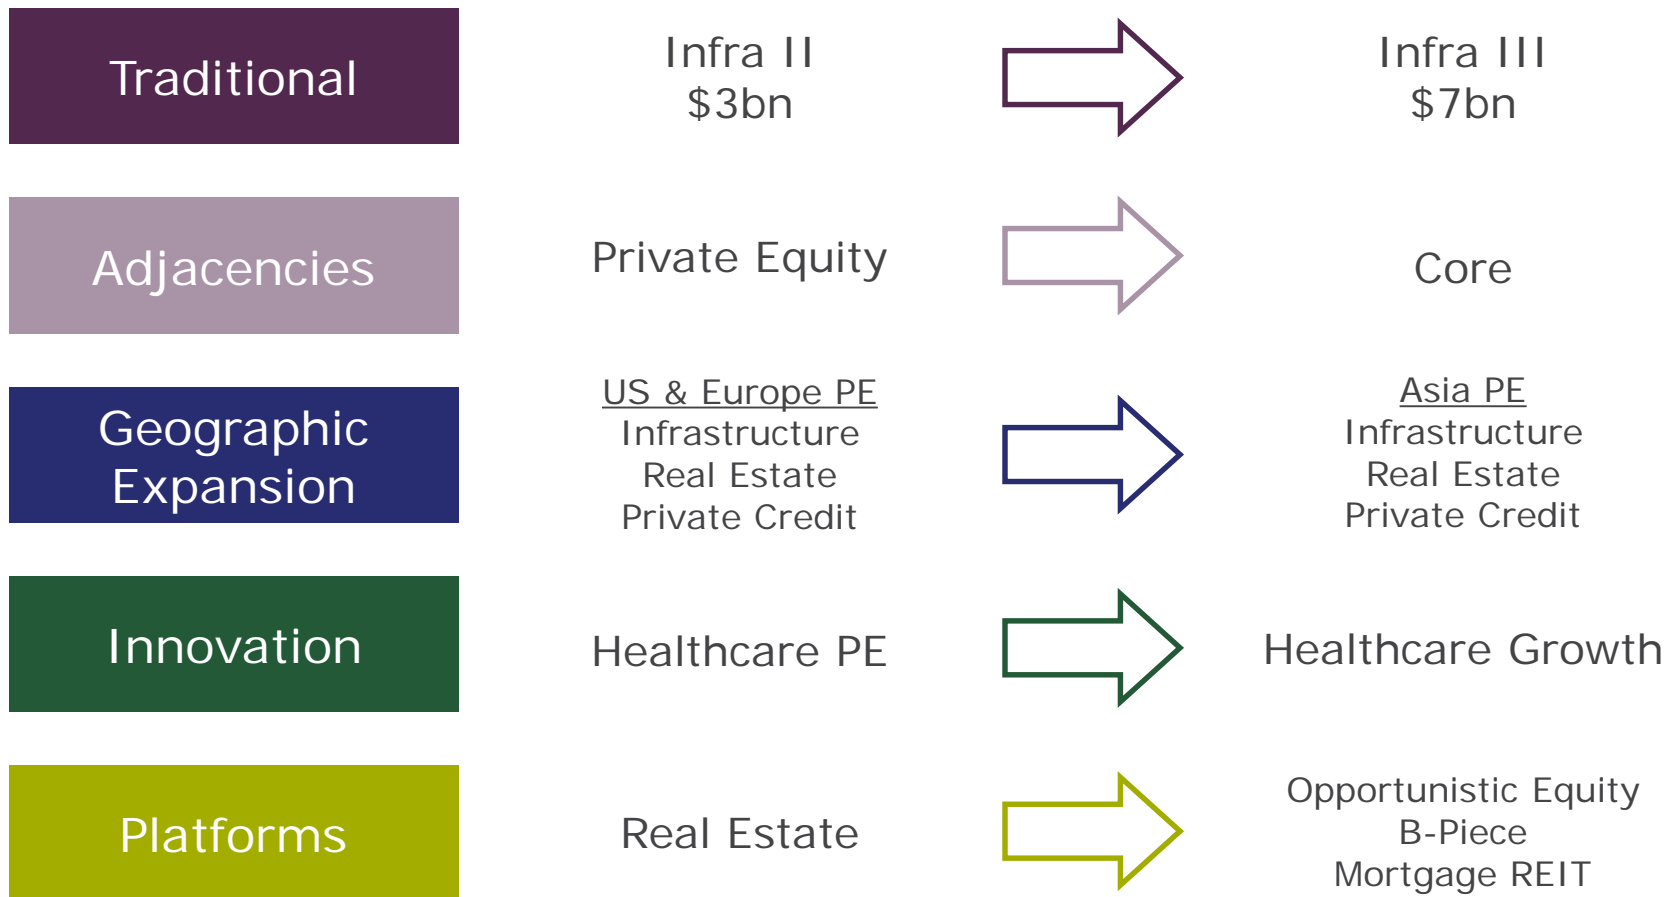 Traditional
Infra II
$3bn
Infra III
$7bn
Adjacencies
Private Equity
Core
Geographic
Expansion
US & Europe PE
Infrastructure
Real Estate
Private Credit
Asia PE
Infrastructure
Real Estate
Private Credit
Innovation
Healthcare PE
Healthcare Growth
Platforms
Real Estate
Opportunistic Equity
B-Piece
Mortgage REIT